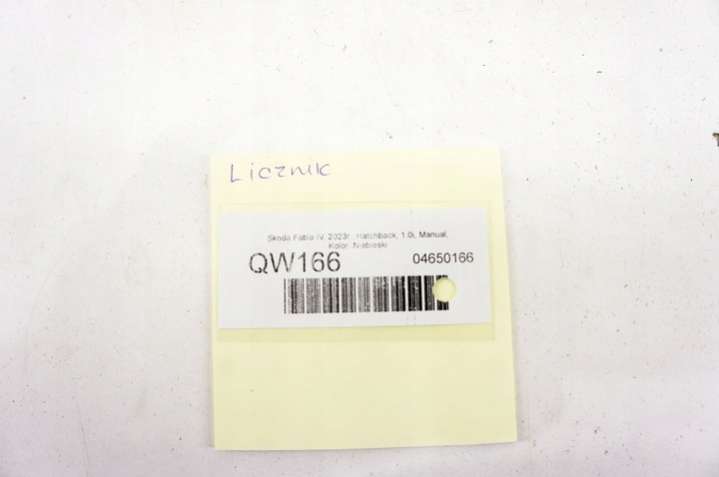 Licznik
Skoda Fabia IV, 2023r., Hatchback, 1.0i, Manual,
Kolor: Niebieski
QW166
04650166